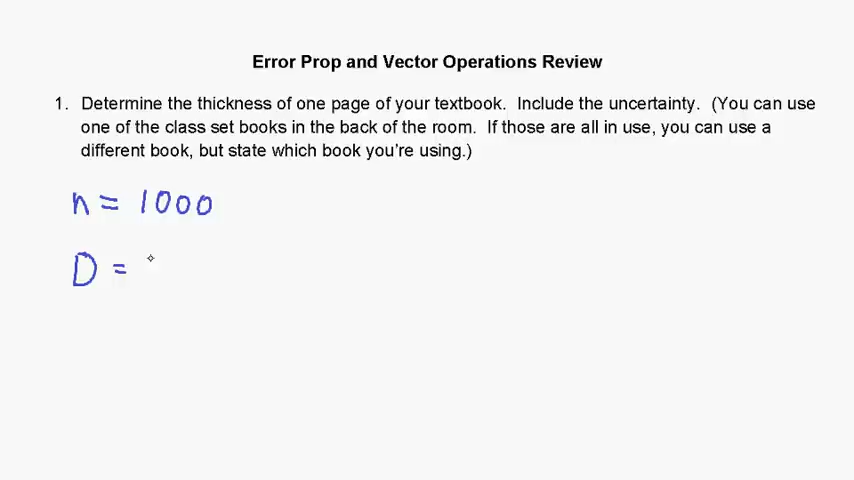 Error Prop and Vector Operations Review
1. Determine the thickness of one page of your textbook. Include the uncertainty. (You can use
one of the class set books in the back of the room. If those are all in use, you can use a
different book, but state which book you're using.)
n = 1000
D =